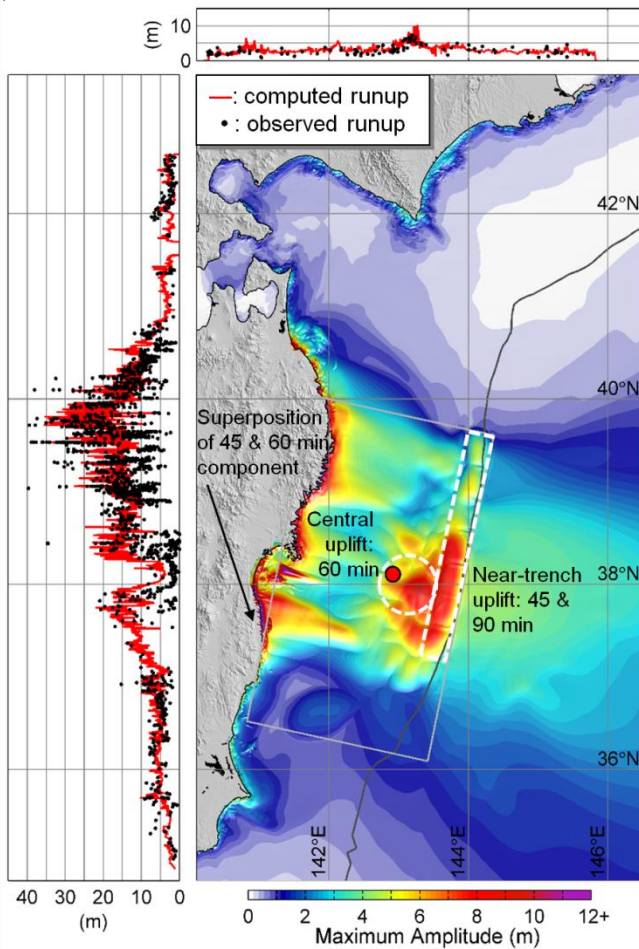 10
5
0
(m)
—: computed runup
• : observed runup
42°N
40°N
Superposition
of 45 & 60 min
component
Central
uplift:
60 min
38°N
Near-trench
uplift: 45 &
90 min
36°N
142°E
144°E
146°E
40 30 20 10 0
(m)
0 2 4 6 8 10 12+
Maximum Amplitude (m)